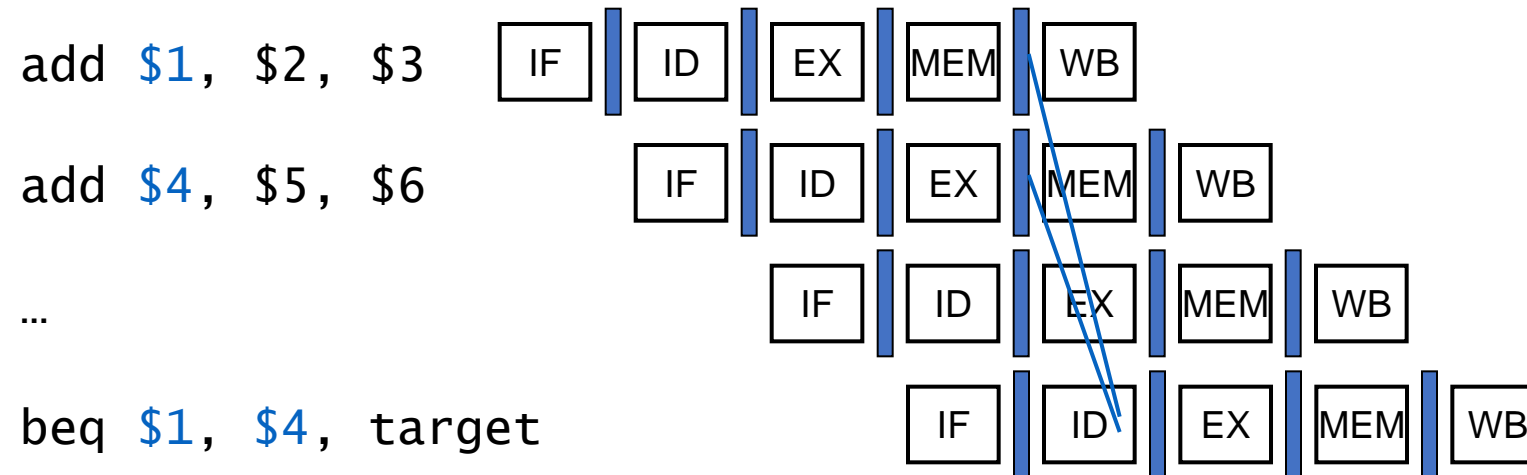 add $1, $2, $3 IF ID EX MEM WB
add $4, $5, $6 IF ID EX MEM WB
… IF ID EX MEM WB
beq $1, $4, target IF ID EX MEM WB